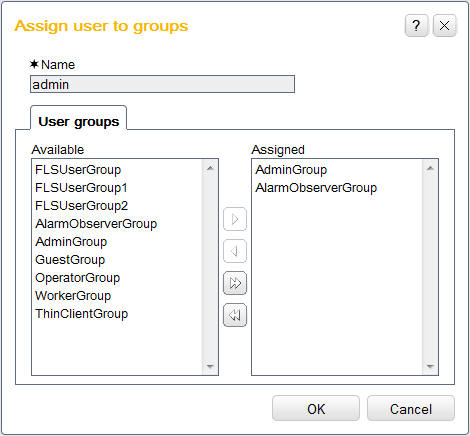 Assign user to groups
?
✶ Name
admin
User groups
Available
FLSUserGroup
FLSUserGroup1
FLSUserGroup2
AlarmObserverGroup
AdminGroup
GuestGroup
OperatorGroup
WorkerGroup
ThinClientGroup
Assigned
AdminGroup
AlarmObserverGroup
OK
Cancel